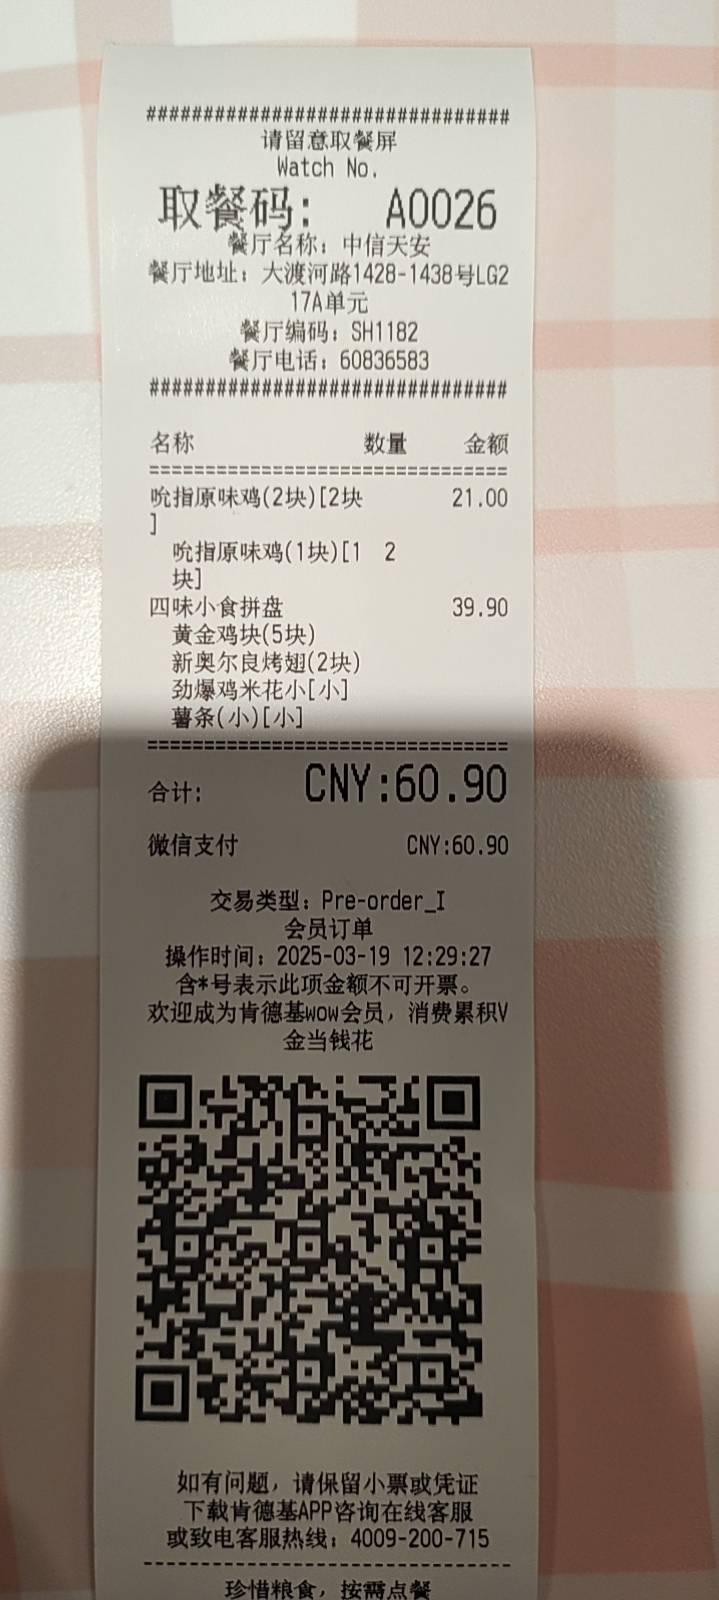 ################################
请留意取餐屏
Watch No.
取餐码: A0026
餐厅名称: 中信天安
餐厅地址: 大渡河路1428-1438号LG2
17A单元
餐厅编码: SH1182
餐厅电话: 60836583
################################
名称 数量 金额
================================
吮指原味鸡(2块)[2块 21.00
]
吮指原味鸡(1块)[1 2
块]
四味小食拼盘 39.90
黄金鸡块(5块)
新奥尔良烤翅(2块)
劲爆鸡米花小[小]
薯条(小)[小]
================================
合计: CNY:60.90
微信支付 CNY:60.90
交易类型: Pre-order_I
会员订单
操作时间: 2025-03-19 12:29:27
含*号表示此项金额不可开票。
欢迎成为肯德基wow会员, 消费累积V
金当钱花
如有问题, 请保留小票或凭证
下载肯德基APP咨询在线客服
或致电客服热线: 4009-200-715
--------------------------------
珍惜粮食, 按需点餐